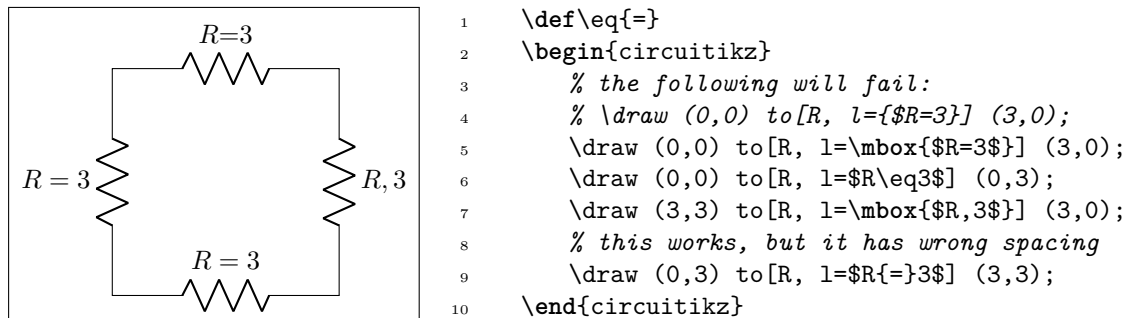 R=3
R = 3
R, 3
R = 3
1 \def\eq{=}
2 \begin{circuitikz}
3 % the following will fail:
4 % \draw (0,0) to[R, l={$R=3}] (3,0);
5 \draw (0,0) to[R, l=\mbox{$R=3$}] (3,0);
6 \draw (0,0) to[R, l=$R\eq3$] (0,3);
7 \draw (3,3) to[R, l=\mbox{$R,3$}] (3,0);
8 % this works, but it has wrong spacing
9 \draw (0,3) to[R, l=$R{=}3$] (3,3);
10 \end{circuitikz}